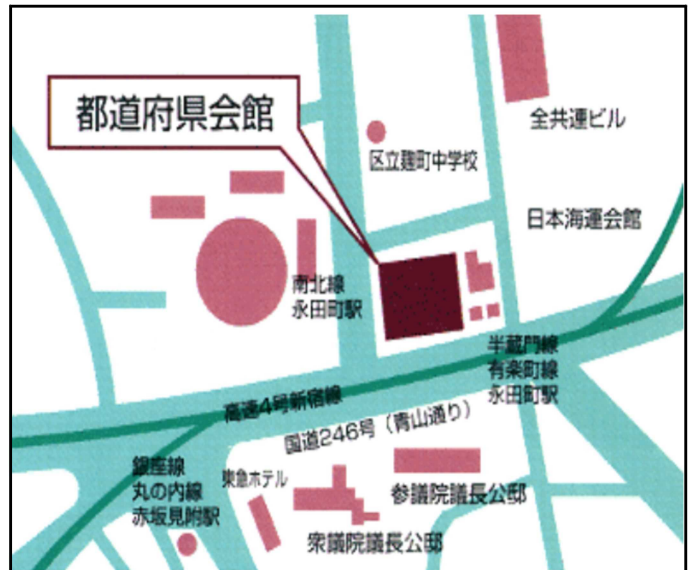 都道府県会館
全共連ビル
区立麹町中学校
日本海運会館
南北線
永田町駅
半蔵門線
有楽町線
永田町駅
高速4号新宿線
国道246号（青山通り）
銀座線
丸の内線
赤坂見附駅
東急ホテル
参議院議長公邸
衆議院議長公邸